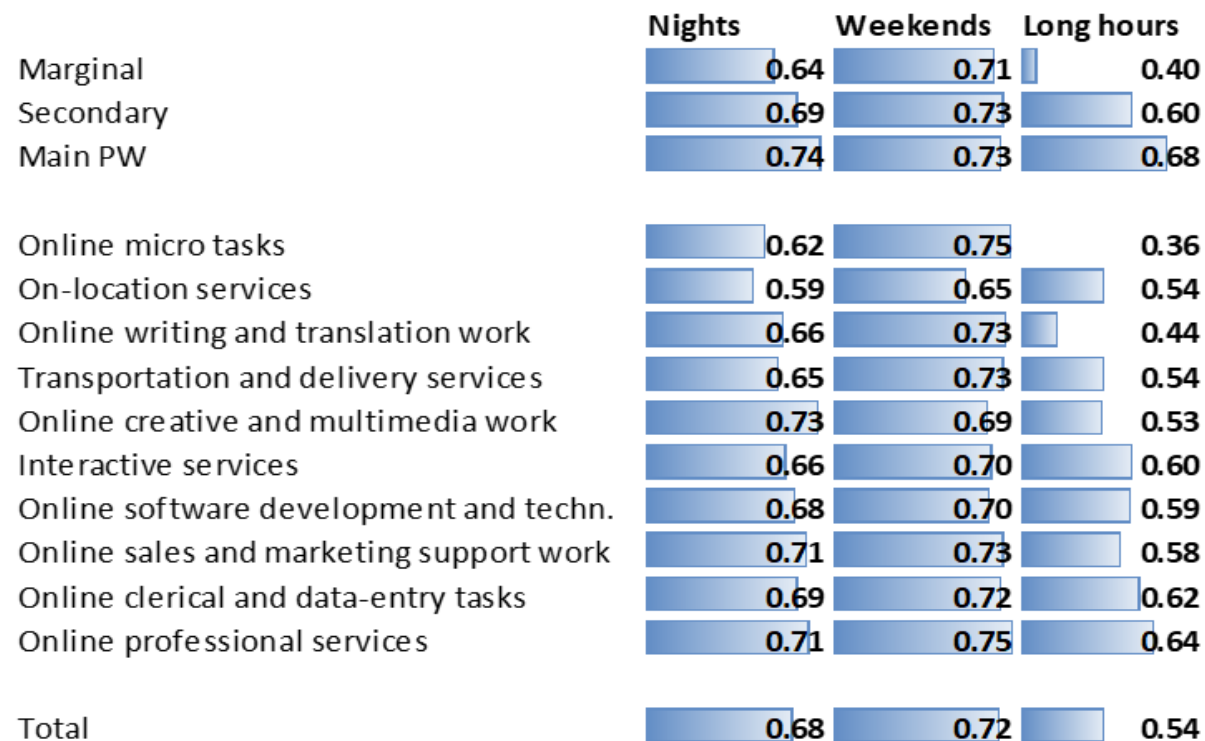 Nights Weekends Long hours
Marginal 0.64 0.71 0.40
Secondary 0.69 0.73 0.60
Main PW 0.74 0.73 0.68
Online micro tasks 0.62 0.75 0.36
On-location services 0.59 0.65 0.54
Online writing and translation work 0.66 0.73 0.44
Transportation and delivery services 0.65 0.73 0.54
Online creative and multimedia work 0.73 0.69 0.53
Interactive services 0.66 0.70 0.60
Online software development and techn. 0.68 0.70 0.59
Online sales and marketing support work 0.71 0.73 0.58
Online clerical and data-entry tasks 0.69 0.72 0.62
Online professional services 0.71 0.75 0.64
Total 0.68 0.72 0.54